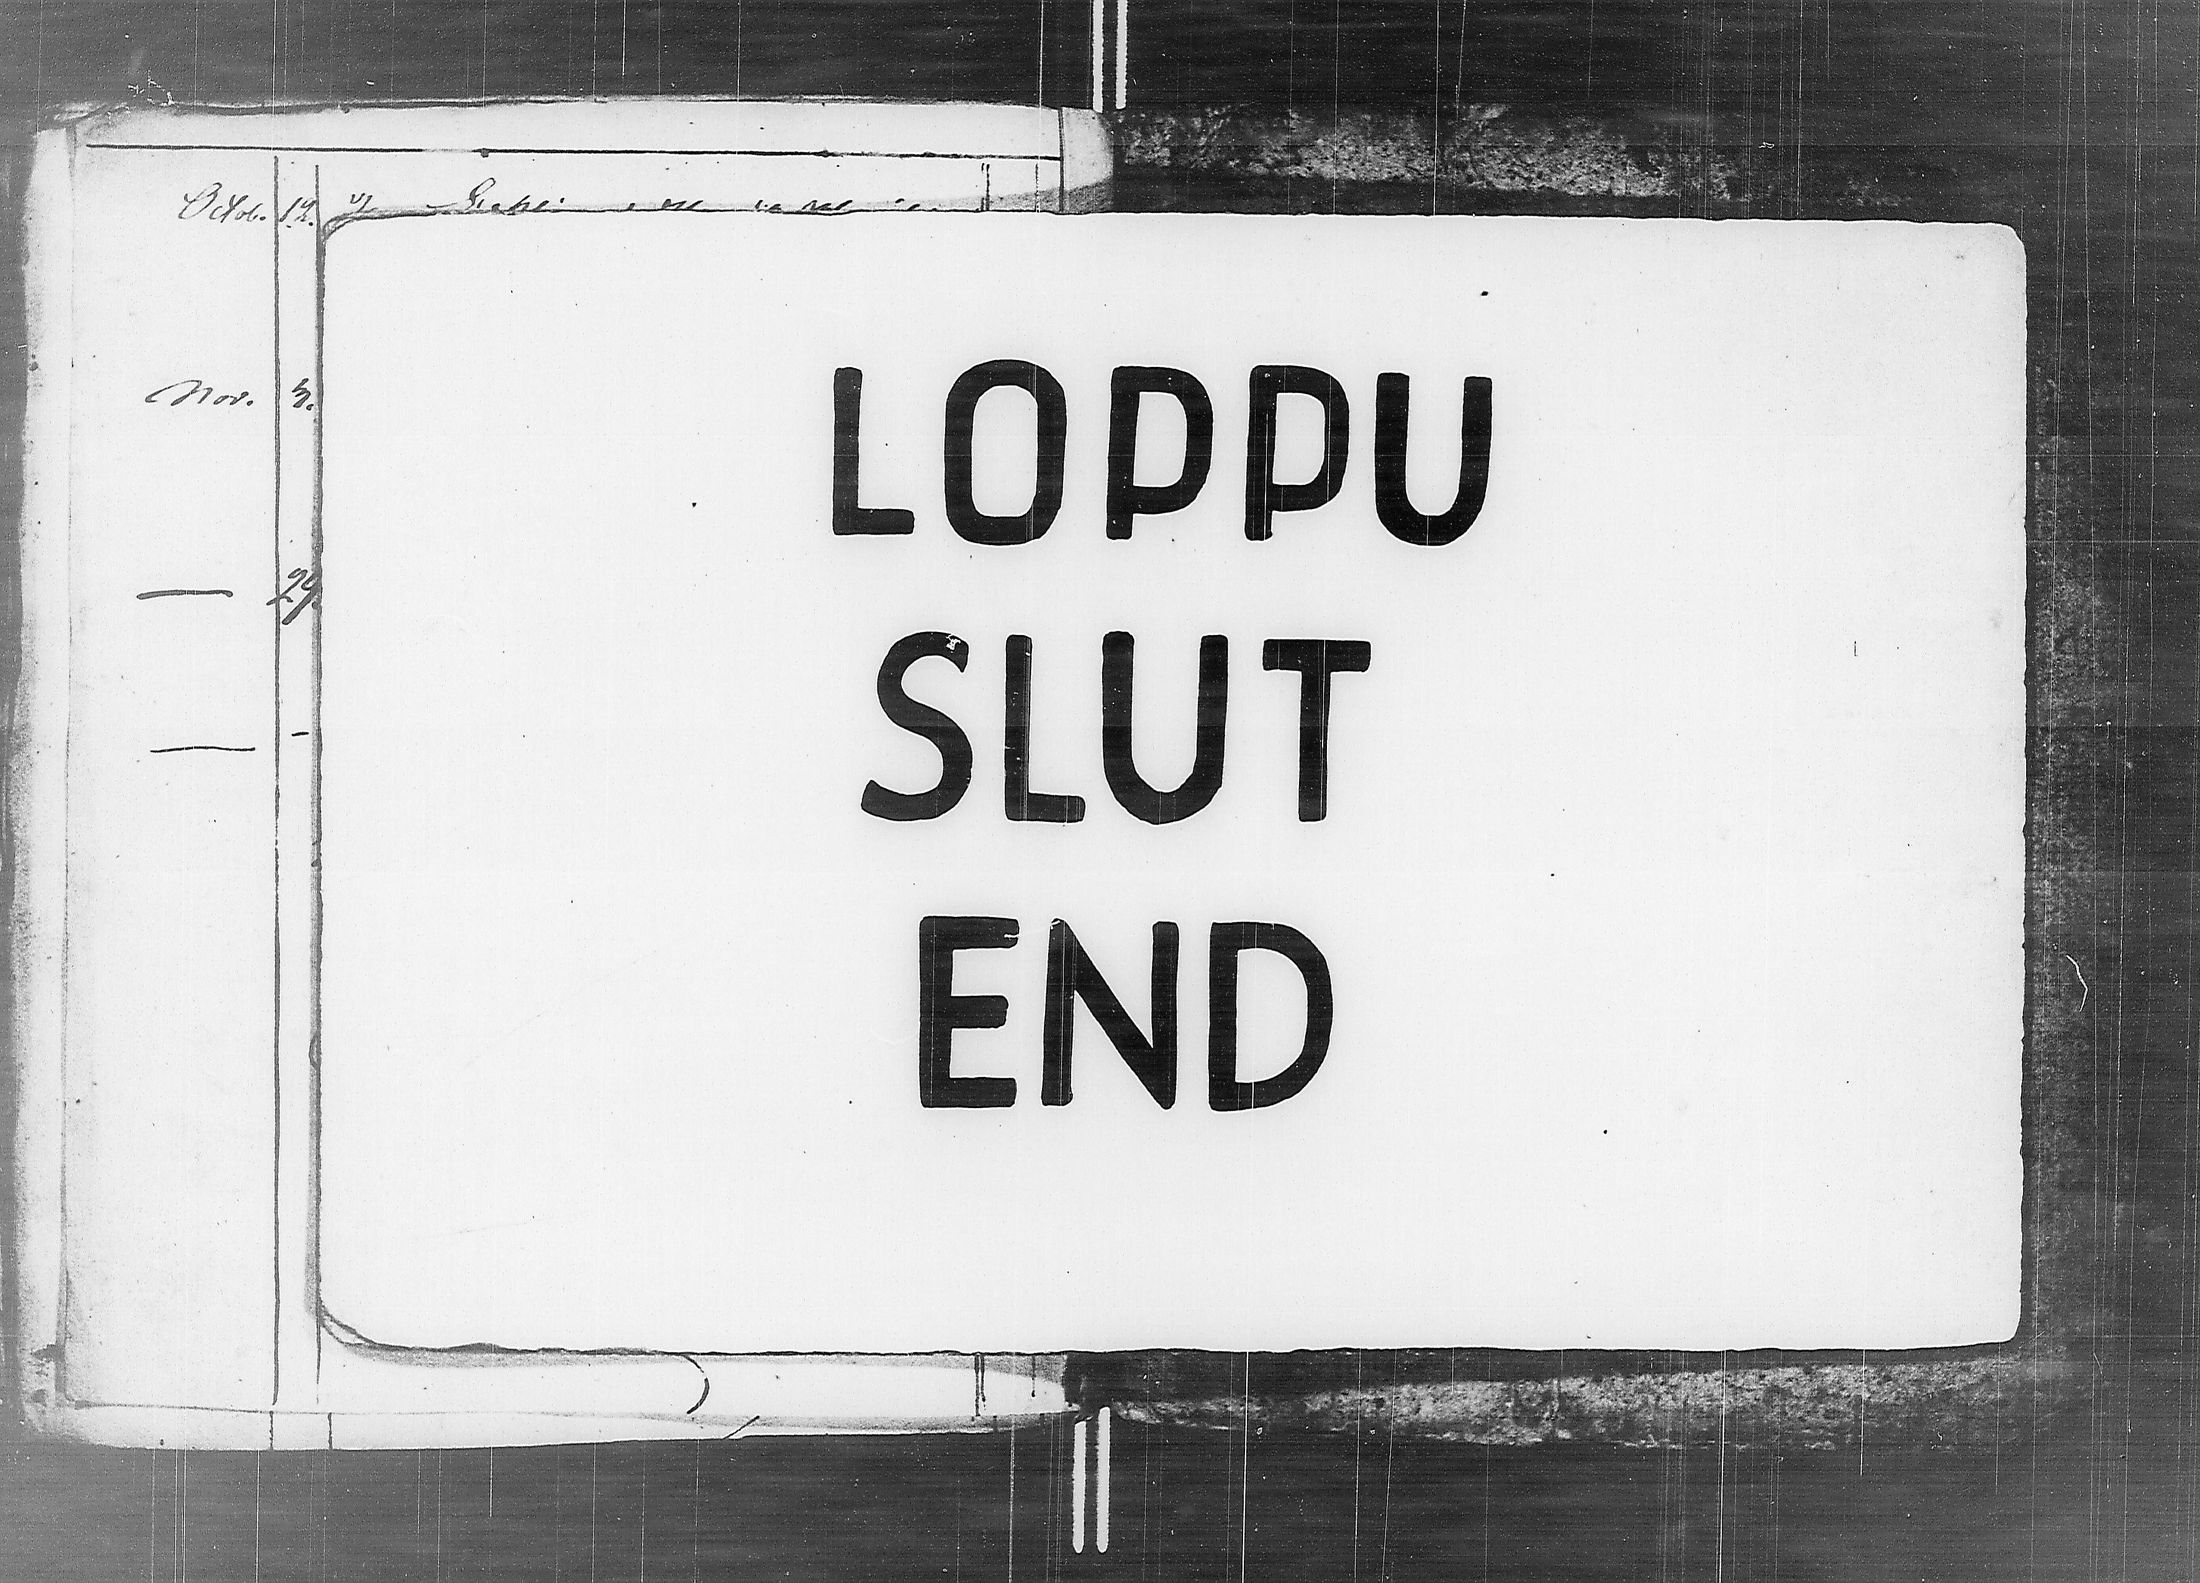 Octob. 12.
Nov. 3.
— 29.
— -
LOPPU
SLUT
END